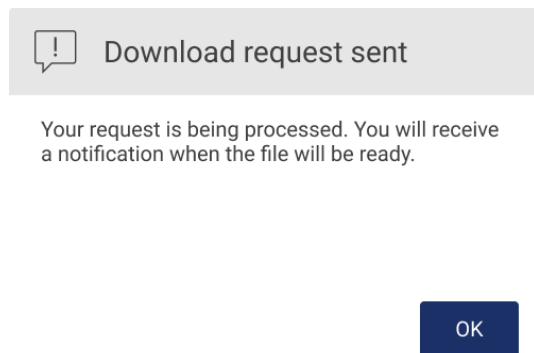 Download request sent
Your request is being processed. You will receive
a notification when the file will be ready.
OK